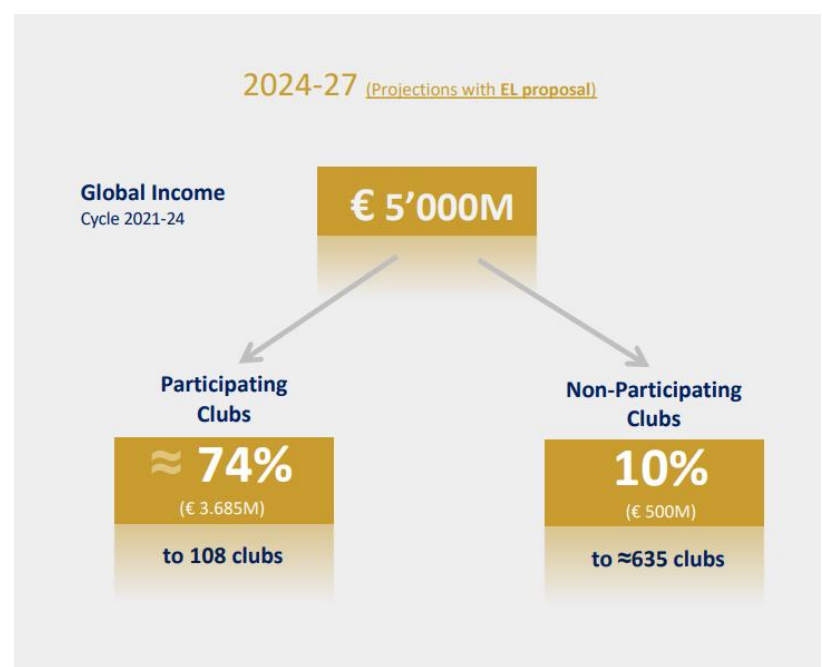 2024-27 (Projections with EL proposal)
Global Income
Cycle 2021-24
€ 5’000M
Participating
Clubs
≈ 74%
(€ 3.685M)
to 108 clubs
Non-Participating
Clubs
10%
(€ 500M)
to ≈635 clubs